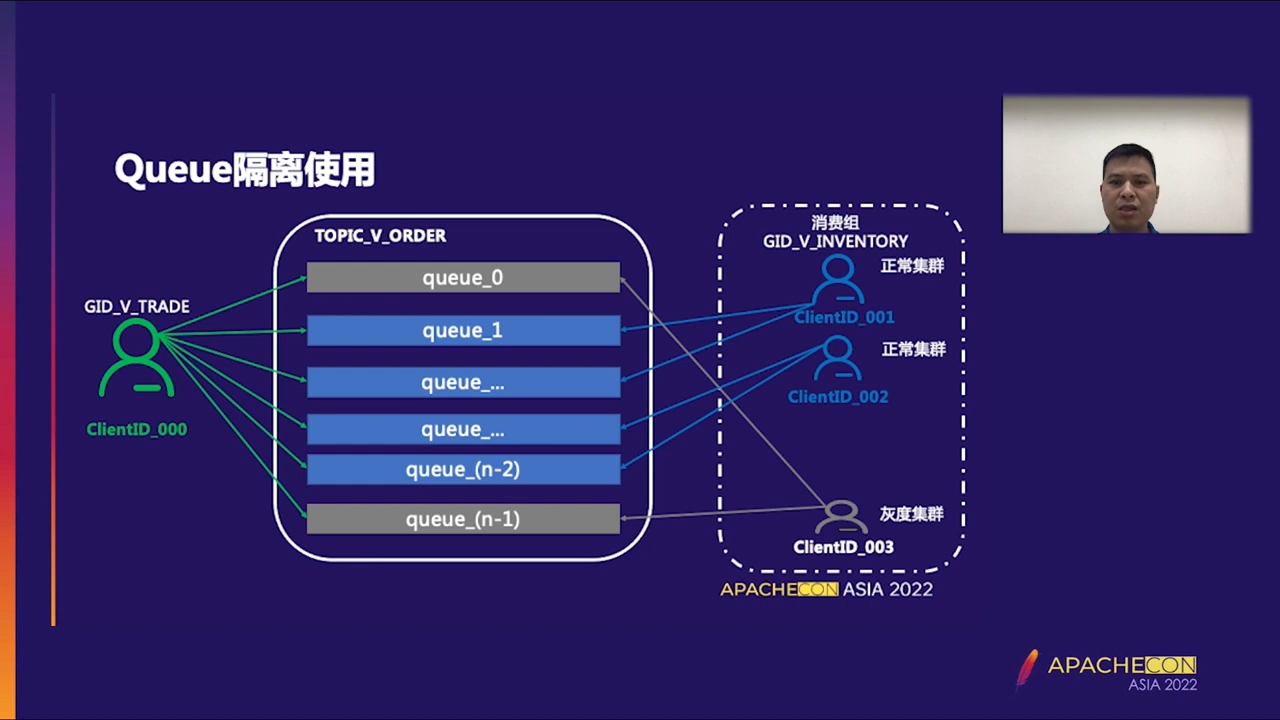 Queue隔离使用
TOPIC_V_ORDER
queue_0
queue_1
queue_...
queue_...
queue_(n-2)
queue_(n-1)
GID_V_TRADE
ClientID_000
消费组
GID_V_INVENTORY
正常集群
ClientID_001
正常集群
ClientID_002
灰度集群
ClientID_003
APACHECON ASIA 2022
APACHECON
ASIA 2022